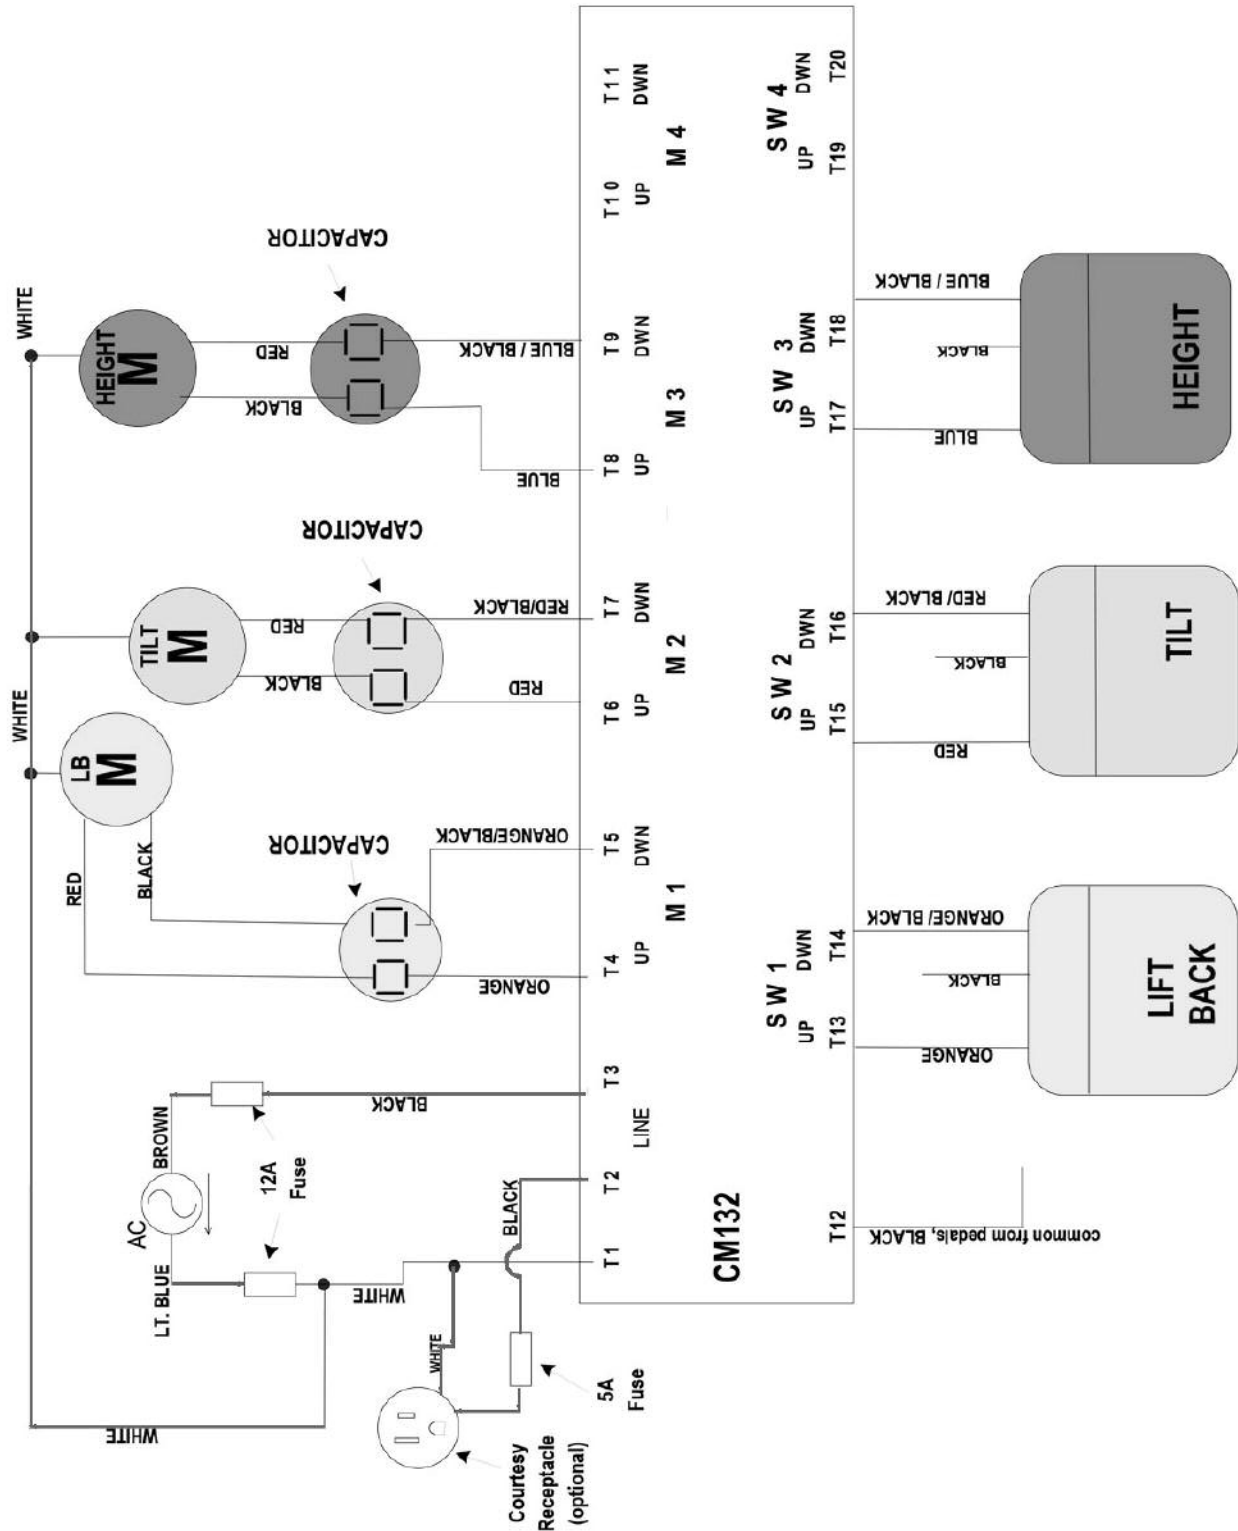 WHITE
WHITE
HEIGHT
M
TILT
M
LB
M
RED
BLACK
RED
BLACK
RED
BLACK
CAPACITOR
CAPACITOR
CAPACITOR
BLUE / BLACK
BLUE
RED/BLACK
RED
ORANGE/BLACK
ORANGE
AC
BROWN
LT. BLUE
12A
Fuse
BLACK
WHITE
WHITE
WHITE
BLACK
5A
Fuse
Courtesy
Receptacle
(optional)
T1
T2
LINE
T3
T4
UP
T5
DWN
M 1
T6
UP
T7
DWN
M 2
T8
UP
T9
DWN
M 3
T10
UP
T11
DWN
M 4
CM132
T12
SW 1
UP
T13
DWN
T14
SW 2
UP
T15
DWN
T16
SW 3
UP
T17
DWN
T18
SW 4
UP
T19
DWN
T20
common from pedals, BLACK
ORANGE
BLACK
ORANGE/ BLACK
LIFT
BACK
RED
BLACK
RED/ BLACK
TILT
BLUE
BLACK
BLUE / BLACK
HEIGHT